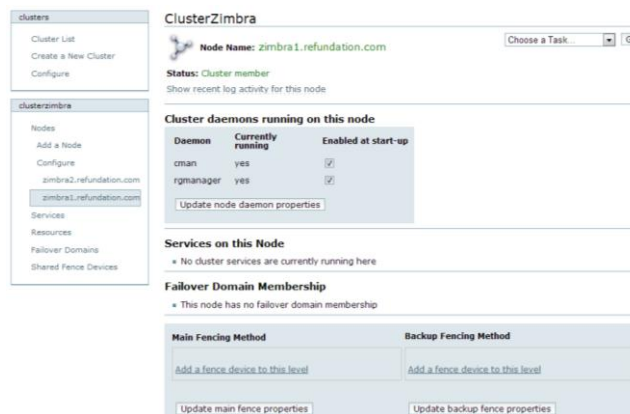 clusters
Cluster List
Create a New Cluster
Configure
clusterzimbra
Nodes
Add a Node
Configure
zimbra2.refundation.com
zimbra1.refundation.com
Services
Resources
Failover Domains
Shared Fence Devices
ClusterZimbra
Node Name: zimbra1.refundation.com
Choose a Task...
Status: Cluster member
Show recent log activity for this node
Cluster daemons running on this node
Daemon Currently running Enabled at start-up
cman yes
rgmanager yes
Update node daemon properties
Services on this Node
No cluster services are currently running here
Failover Domain Membership
This node has no failover domain membership
Main Fencing Method Backup Fencing Method
Add a fence device to this level Add a fence device to this level
Update main fence properties Update backup fence properties